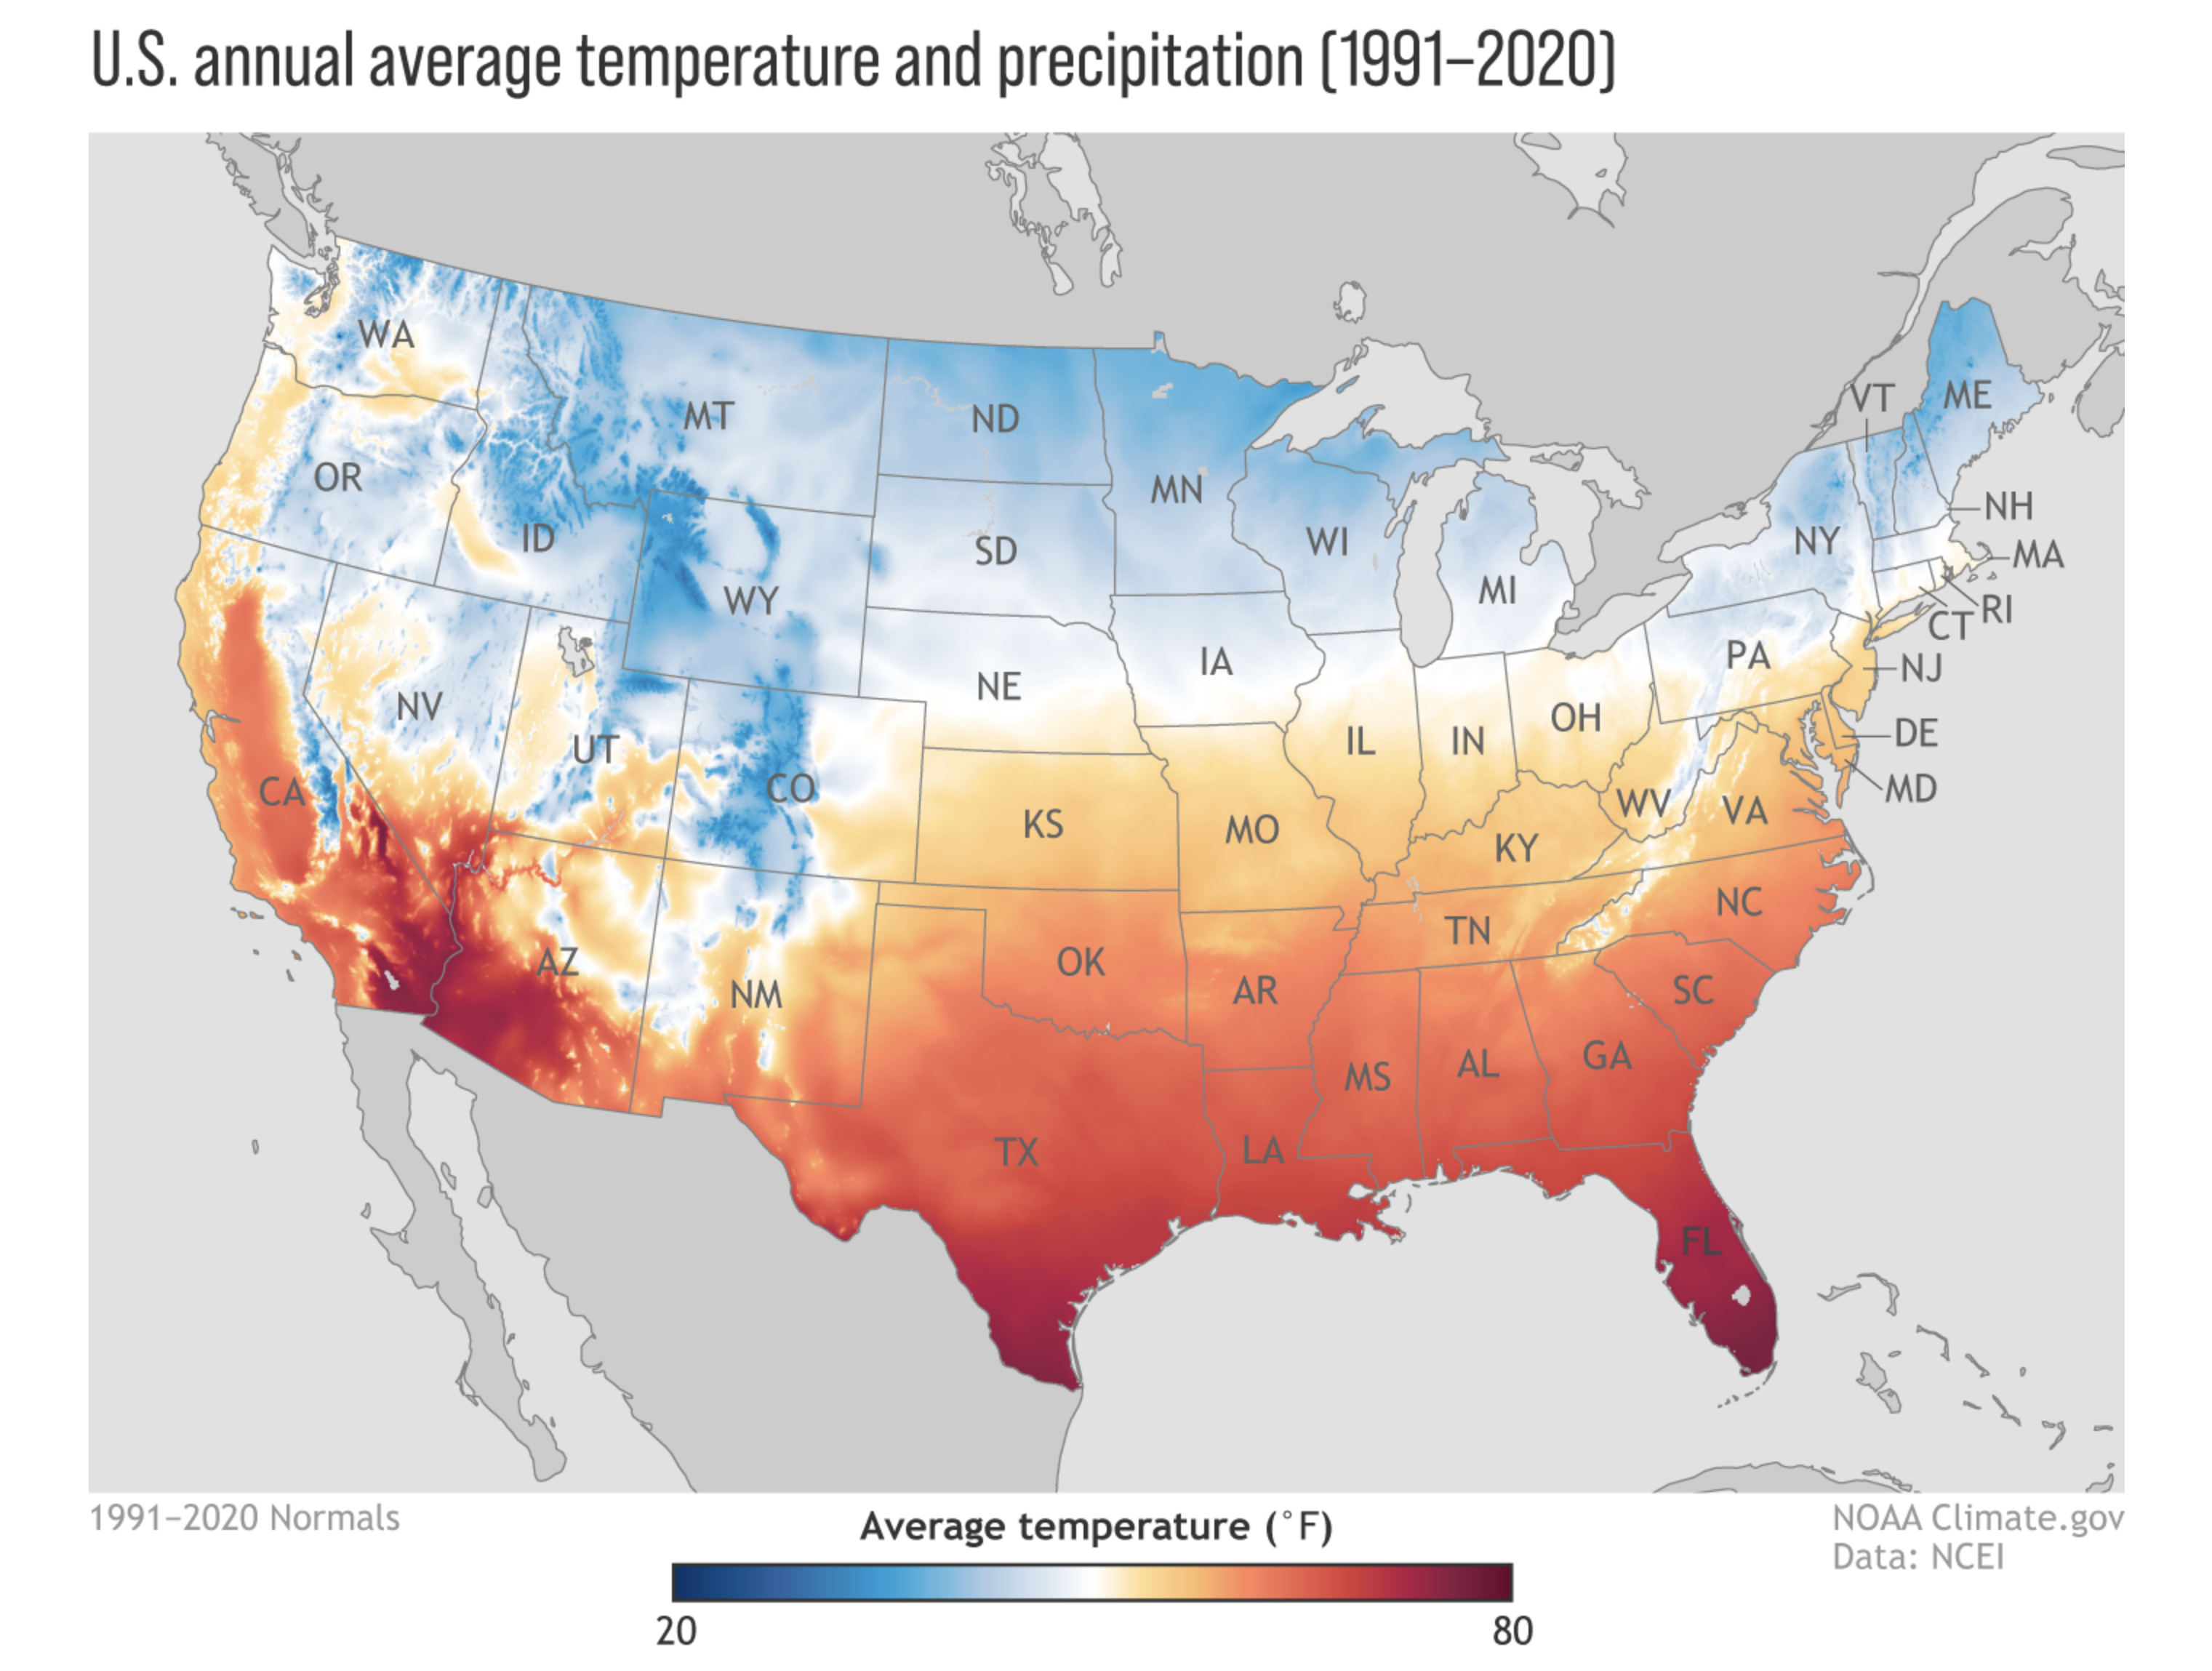 U.S. annual average temperature and precipitation (1991–2020)
WA
MT
ND
MN
VT
ME
OR
ID
SD
WI
MI
NY
NH
MA
WY
RI
CT
NE
IA
PA
NJ
NV
UT
CO
IL
IN
OH
DE
CA
KS
MO
KY
WV
VA
MD
AZ
NM
OK
AR
TN
NC
SC
TX
LA
MS
AL
GA
FL
1991–2020 Normals
Average temperature (°F)
20
80
NOAA Climate.gov
Data: NCEI